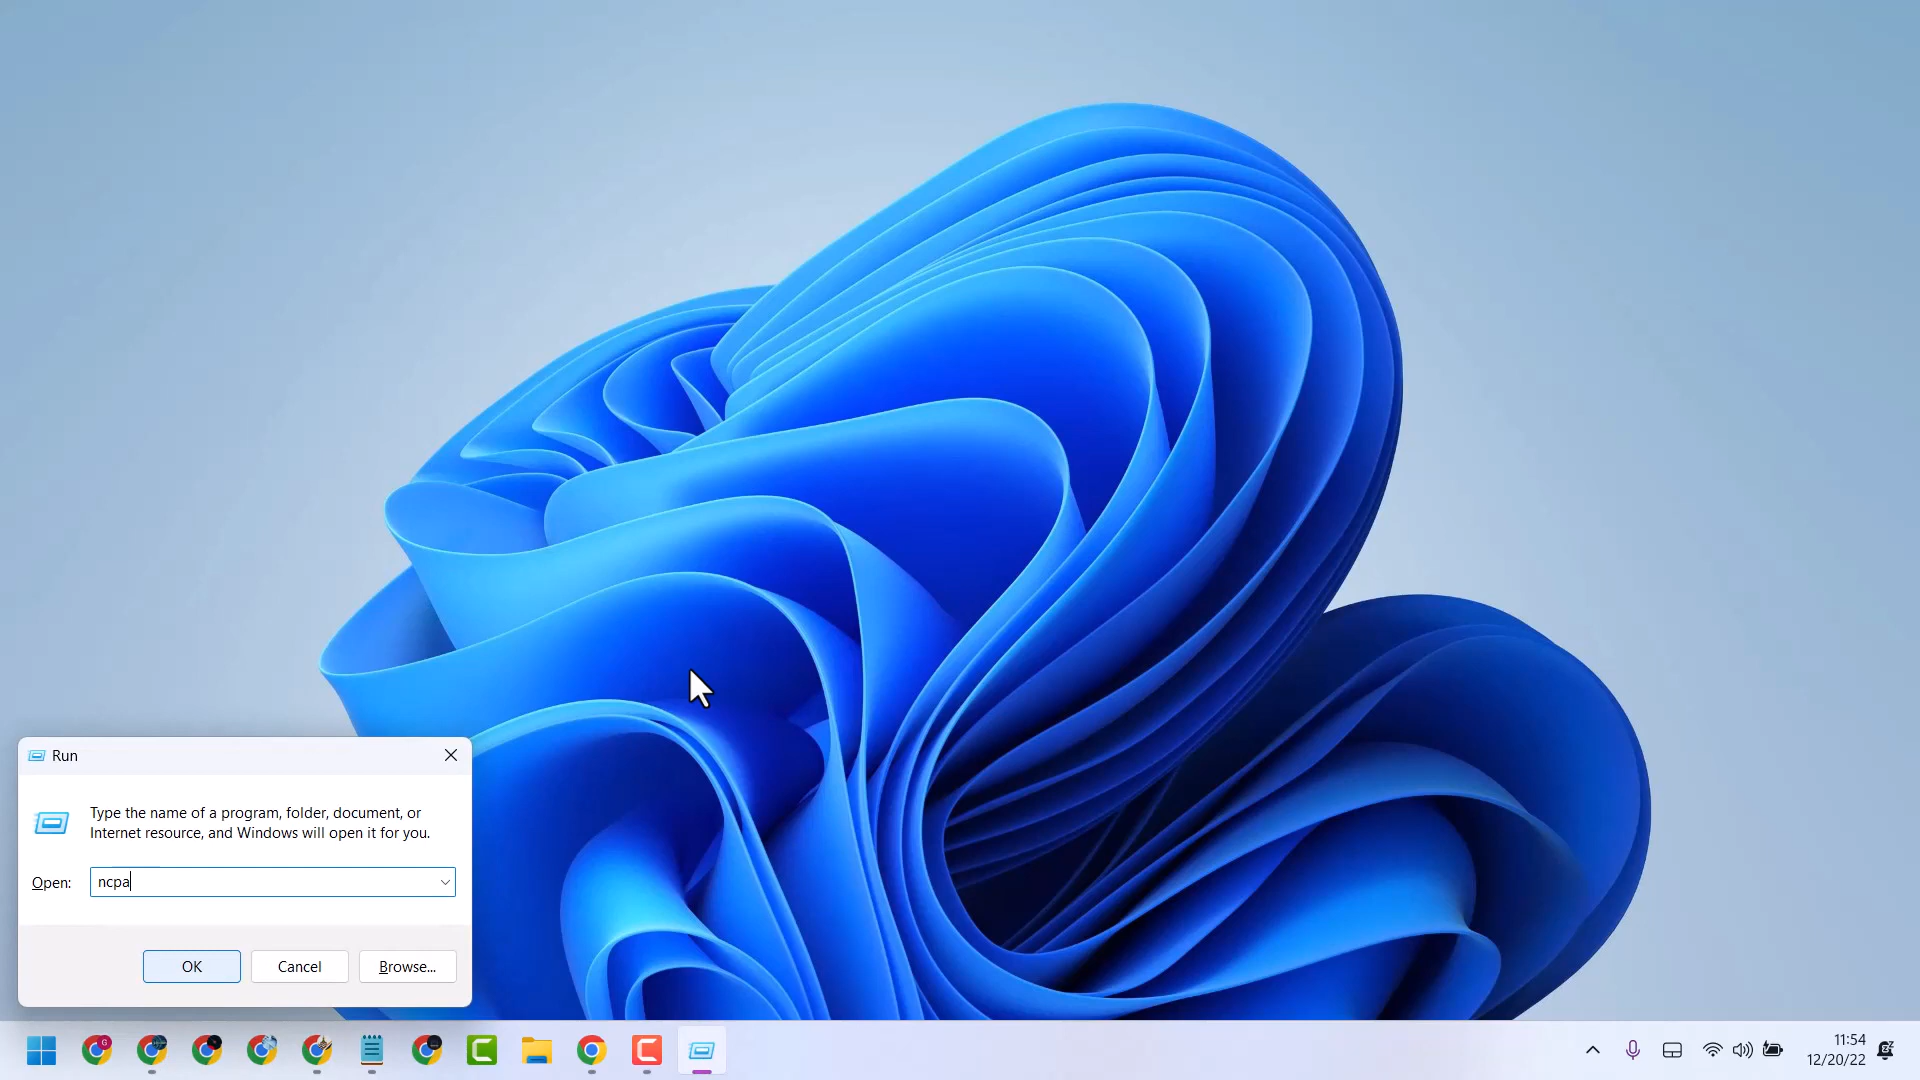 Run
Type the name of a program, folder, document, or
Internet resource, and Windows will open it for you.
Open:
ncpa
OK
Cancel
Browse...
11:54
12/20/22